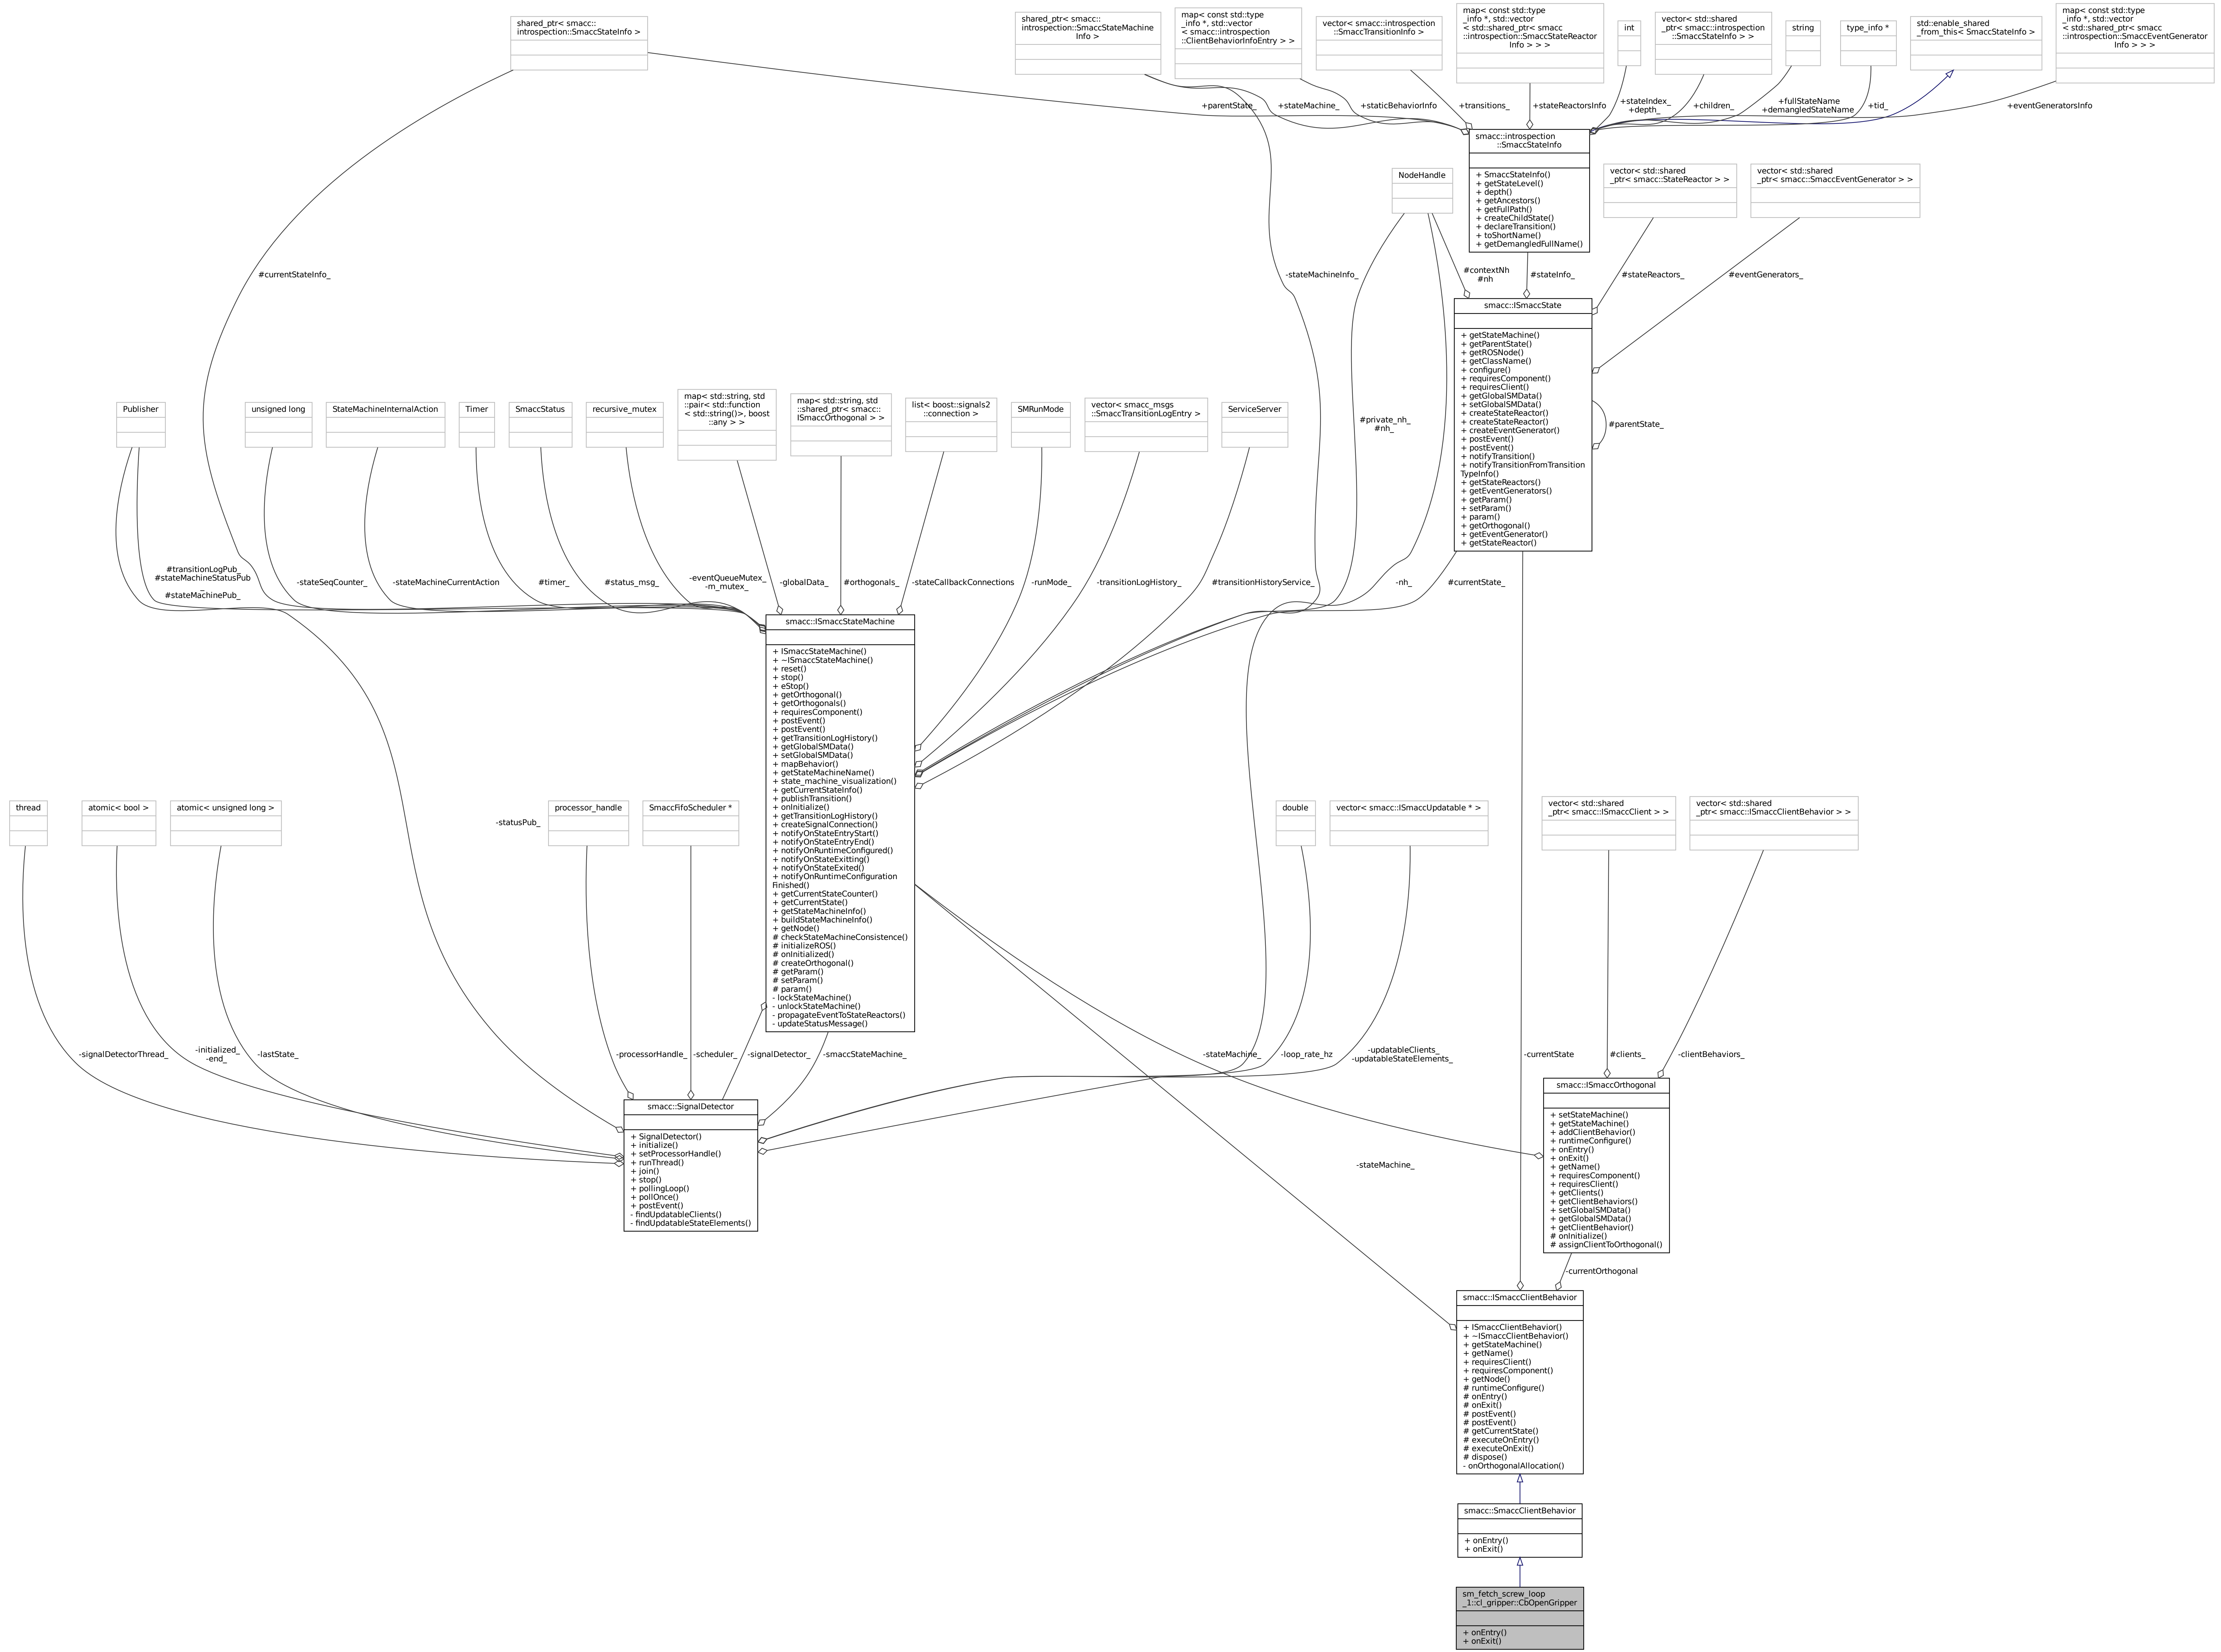 shared_ptr< smacc::
introspection::SmaccStateInfo >
shared_ptr< smacc::
introspection::SmaccStateMachine
Info >
map< const std::type
_info *, std::vector
< smacc::introspection
::ClientBehaviorInfoEntry > >
vector< smacc::introspection
::SmaccTransitionInfo >
map< const std::type
_info *, std::vector
< std::shared_ptr< smacc
::introspection::SmaccStateReactor
Info > > >
int
vector< std::shared
_ptr< smacc::introspection
::SmaccStateInfo > >
string
type_info *
std::enable_shared
_from_this< SmaccStateInfo >
map< const std::type
_info *, std::vector
< std::shared_ptr< smacc
::introspection::SmaccEventGenerator
Info > > >
+parentState_
+stateMachine_
+staticBehaviorInfo
+transitions_
+stateReactorsInfo
+stateIndex_
+depth_
+children_
+fullStateName
+demangledStateName
+tid_
+eventGeneratorsInfo
smacc::introspection
::SmaccStateInfo
+ SmaccStateInfo()
+ getStateLevel()
+ depth()
+ getAncestors()
+ getFullPath()
+ createChildState()
+ declareTransition()
+ toShortName()
+ getDemangledFullName()
NodeHandle
vector< std::shared
_ptr< smacc::StateReactor > >
vector< std::shared
_ptr< smacc::SmaccEventGenerator > >
#currentStateInfo_
-stateMachineInfo_
#contextNh
#nh
#stateInfo_
#stateReactors_
#eventGenerators_
smacc::ISmaccState
+ getStateMachine()
+ getParentState()
+ getROSNode()
+ getClassName()
+ configure()
+ requiresComponent()
+ requiresClient()
+ getGlobalSMData()
+ setGlobalSMData()
+ createStateReactor()
+ createStateReactor()
+ createEventGenerator()
+ postEvent()
+ postEvent()
+ notifyTransition()
+ notifyTransitionFromTransition
TypeInfo()
+ getStateReactors()
+ getEventGenerators()
+ getParam()
+ setParam()
+ param()
+ getOrthogonal()
+ getEventGenerator()
+ getStateReactor()
#parentState_
#private_nh_
#nh_
Publisher
unsigned long
StateMachineInternalAction
Timer
SmaccStatus
recursive_mutex
map< std::string, std
::pair< std::function
< std::string()>, boost
::any > >
map< std::string, std
::shared_ptr< smacc::
ISmaccOrthogonal > >
list< boost::signals2
::connection >
SMRunMode
vector< smacc_msgs
::SmaccTransitionLogEntry >
ServiceServer
#transitionLogPub_
#stateMachineStatusPub
_
#stateMachinePub_
-stateSeqCounter_
-stateMachineCurrentAction
#timer_
#status_msg_
-eventQueueMutex_
-m_mutex_
-globalData_
#orthogonals_
-stateCallbackConnections
-runMode_
-transitionLogHistory_
#transitionHistoryService_
-nh_
#currentState_
smacc::ISmaccStateMachine
+ ISmaccStateMachine()
+ ~ISmaccStateMachine()
+ reset()
+ stop()
+ eStop()
+ getOrthogonal()
+ getOrthogonals()
+ requiresComponent()
+ postEvent()
+ postEvent()
+ getTransitionLogHistory()
+ getGlobalSMData()
+ setGlobalSMData()
+ mapBehavior()
+ getStateMachineName()
+ state_machine_visualization()
+ getCurrentStateInfo()
+ publishTransition()
+ onInitialize()
+ getTransitionLogHistory()
+ createSignalConnection()
+ notifyOnStateEntryStart()
+ notifyOnStateEntryEnd()
+ notifyOnRuntimeConfigured()
+ notifyOnStateExitting()
+ notifyOnStateExited()
+ notifyOnRuntimeConfiguration
Finished()
+ getCurrentStateCounter()
+ getCurrentState()
+ getStateMachineInfo()
+ buildStateMachineInfo()
+ getNode()
# checkStateMachineConsistence()
# initializeROS()
# onInitialized()
# createOrthogonal()
# getParam()
# setParam()
# param()
- lockStateMachine()
- unlockStateMachine()
- propagateEventToStateReactors()
- updateStatusMessage()
thread
atomic< bool >
atomic< unsigned long >
-statusPub_
processor_handle
SmaccFifoScheduler *
double
vector< smacc::ISmaccUpdatable * >
vector< std::shared
_ptr< smacc::ISmaccClient > >
vector< std::shared
_ptr< smacc::ISmaccClientBehavior > >
-signalDetectorThread_
-initialized_
-end_
-lastState_
-processorHandle_
-scheduler_
-signalDetector_
-smaccStateMachine_
-stateMachine_
-loop_rate_hz
-updatableClients_
-updatableStateElements_
-currentState
#clients_
-clientBehaviors_
smacc::SignalDetector
+ SignalDetector()
+ initialize()
+ setProcessorHandle()
+ runThread()
+ join()
+ stop()
+ pollingLoop()
+ pollOnce()
+ postEvent()
- findUpdatableClients()
- findUpdatableStateElements()
smacc::ISmaccOrthogonal
+ setStateMachine()
+ getStateMachine()
+ addClientBehavior()
+ runtimeConfigure()
+ onEntry()
+ onExit()
+ getName()
+ requiresComponent()
+ requiresClient()
+ getClients()
+ getClientBehaviors()
+ setGlobalSMData()
+ getGlobalSMData()
+ getClientBehavior()
# onInitialize()
# assignClientToOrthogonal()
-stateMachine_
-currentOrthogonal
smacc::ISmaccClientBehavior
+ ISmaccClientBehavior()
+ ~ISmaccClientBehavior()
+ getStateMachine()
+ getName()
+ requiresClient()
+ requiresComponent()
+ getNode()
# runtimeConfigure()
# onEntry()
# onExit()
# postEvent()
# postEvent()
# getCurrentState()
# executeOnEntry()
# executeOnExit()
# dispose()
- onOrthogonalAllocation()
smacc::SmaccClientBehavior
+ onEntry()
+ onExit()
sm_fetch_screw_loop
_1::cl_gripper::CbOpenGripper
+ onEntry()
+ onExit()